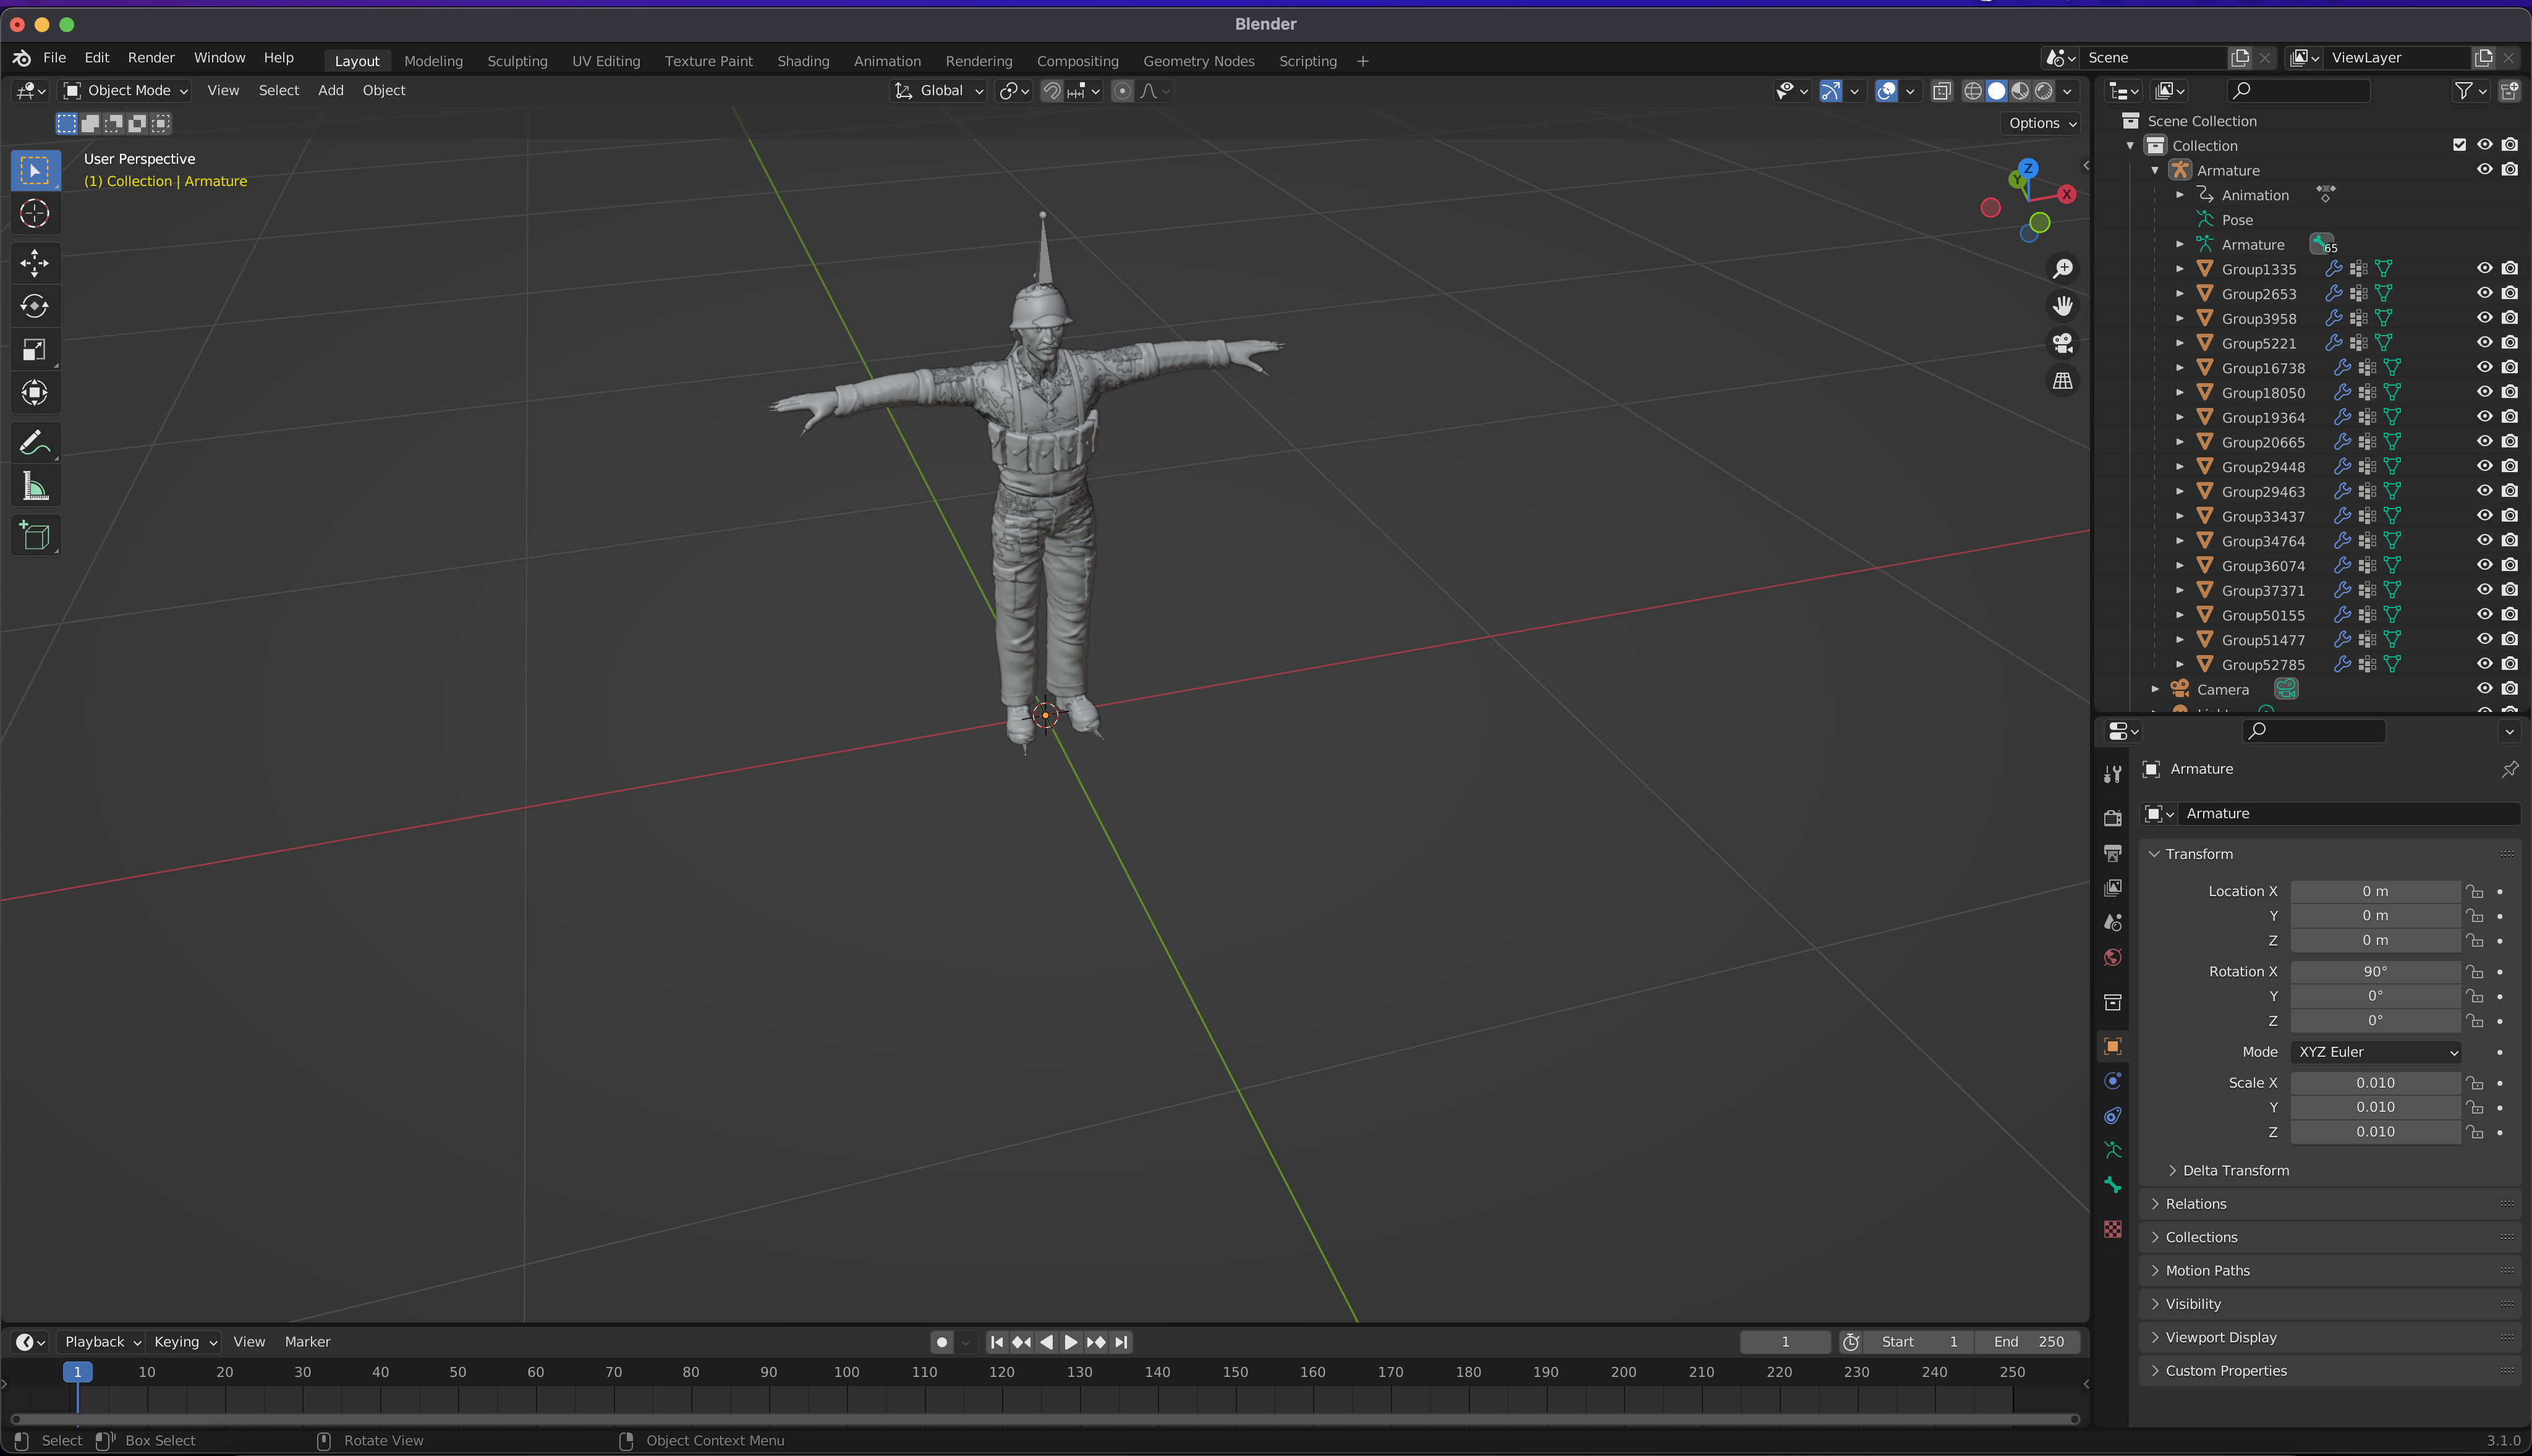 Blender
File Edit Render Window Help Layout Modeling Sculpting UV Editing Texture Paint Shading Animation Rendering Compositing Geometry Nodes Scripting + Scene ViewLayer
Object Mode View Select Add Object Global
Options
User Perspective
(1) Collection | Armature
Z
Y
X
Scene Collection
Collection
Armature
Animation
Pose
Armature 65
Group1335
Group2653
Group3958
Group5221
Group16738
Group18050
Group19364
Group20665
Group29448
Group29463
Group33437
Group34764
Group36074
Group37371
Group50155
Group51477
Group52785
Camera
Armature
Armature
Transform
Location X 0 m
Y 0 m
Z 0 m
Rotation X 90°
Y 0°
Z 0°
Mode XYZ Euler
Scale X 0.010
Y 0.010
Z 0.010
Delta Transform
Relations
Collections
Motion Paths
Visibility
Viewport Display
Custom Properties
Playback Keying View Marker 1 Start 1 End 250
1 10 20 30 40 50 60 70 80 90 100 110 120 130 140 150 160 170 180 190 200 210 220 230 240 250
Select Box Select Rotate View Object Context Menu 3.1.0